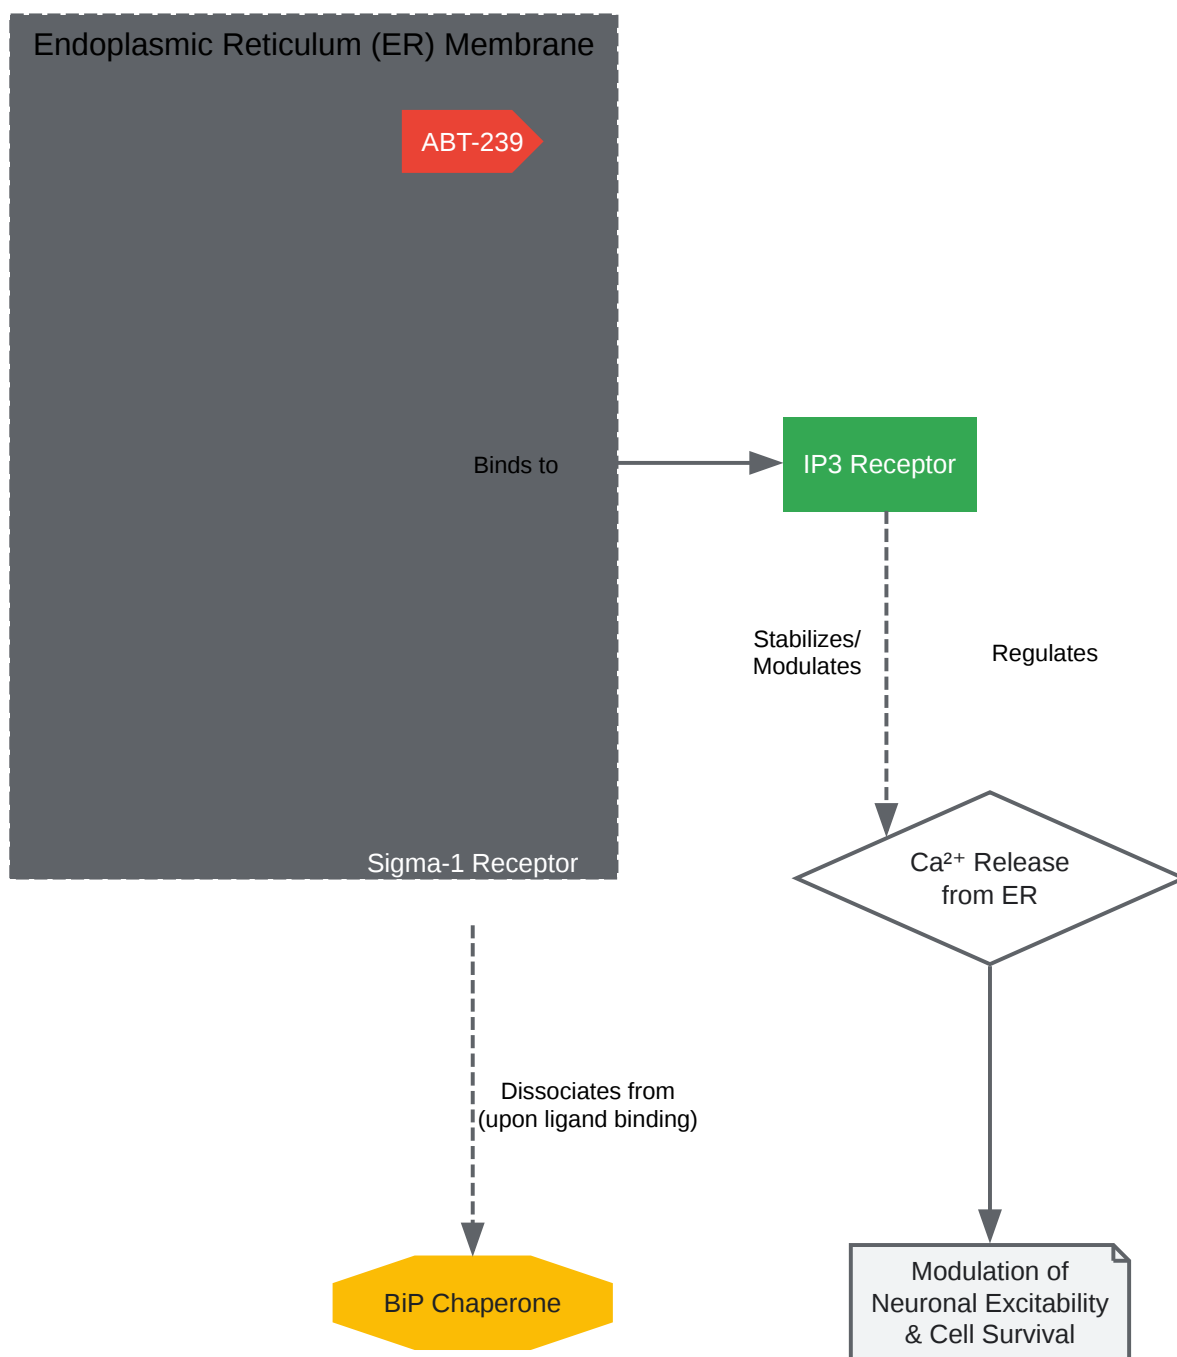 Endoplasmic Reticulum (ER) Membrane
ABT-239
Binds to
IP3 Receptor
Stabilizes/
Modulates
Regulates
Sigma-1 Receptor
Ca²⁺ Release
from ER
Dissociates from
(upon ligand binding)
BiP Chaperone
Modulation of
Neuronal Excitability
& Cell Survival